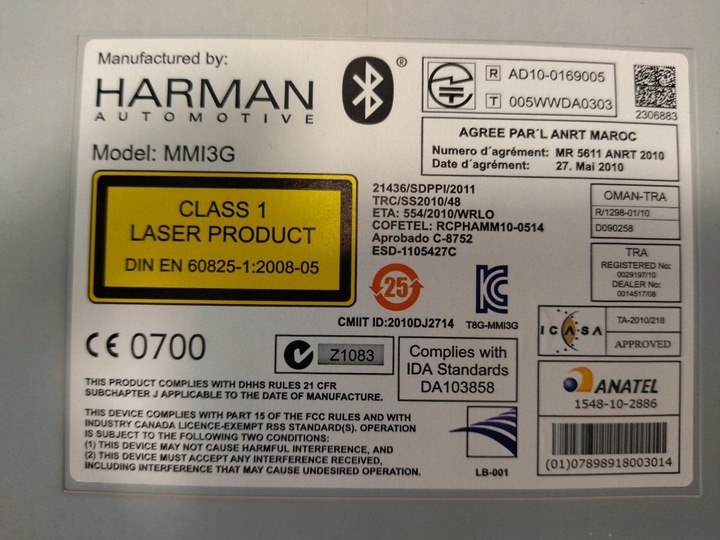 Manufactured by:
HARMAN
AUTOMOTIVE
Model: MMI3G
®
R AD10-0169005
T 005WWDA0303
2306883
AGREE PAR´L ANRT MAROC
Numero d´agrément: MR 5611 ANRT 2010
Date d´agrément: 27. Mai 2010
CLASS 1
LASER PRODUCT
DIN EN 60825-1:2008-05
21436/SDPPI/2011
TRC/SS2010/48
ETA: 554/2010/WRLO
COFETEL: RCPHAMM10-0514
Aprobado C-8752
ESD-1105427C
OMAN-TRA
R/1298-01/10
D090258
TRA
REGISTERED No:
0029197/10
DEALER No:
0014517/08
25
CMIIT ID:2010DJ2714
T8G-MMI3G
ICASA
TA-2010/218
APPROVED
CE 0700
Z1083
Complies with
IDA Standards
DA103858
ANATEL
1548-10-2886
(01)07898918003014
THIS PRODUCT COMPLIES WITH DHHS RULES 21 CFR
SUBCHAPTER J APPLICABLE TO THE DATE OF MANUFACTURE.
THIS DEVICE COMPLIES WITH PART 15 OF THE FCC RULES AND WITH
INDUSTRY CANADA LICENCE-EXEMPT RSS STANDARD(S). OPERATION
IS SUBJECT TO THE FOLLOWING TWO CONDITIONS:
(1) THIS DEVICE MAY NOT CAUSE HARMFUL INTERFERENCE, AND
(2) THIS DEVICE MUST ACCEPT ANY INTERFERENCE RECEIVED,
INCLUDING INTERFERENCE THAT MAY CAUSE UNDESIRED OPERATION.
LB-001